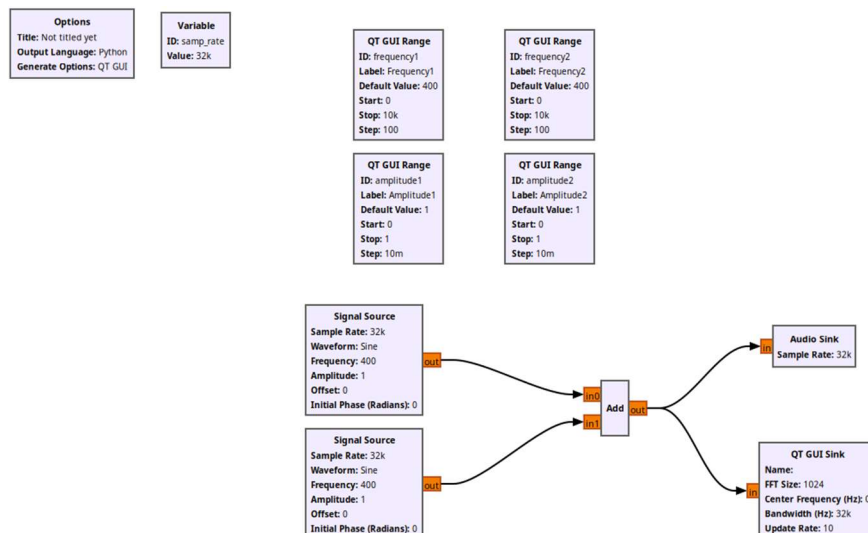 Options
Title: Not titled yet
Output Language: Python
Generate Options: QT GUI
Variable
ID: samp_rate
Value: 32k
QT GUI Range
ID: frequency1
Label: Frequency1
Default Value: 400
Start: 0
Stop: 10k
Step: 100
QT GUI Range
ID: frequency2
Label: Frequency2
Default Value: 400
Start: 0
Stop: 10k
Step: 100
QT GUI Range
ID: amplitude1
Label: Amplitude1
Default Value: 1
Start: 0
Stop: 1
Step: 10m
QT GUI Range
ID: amplitude2
Label: Amplitude2
Default Value: 1
Start: 0
Stop: 1
Step: 10m
Signal Source
Sample Rate: 32k
Waveform: Sine
Frequency: 400
Amplitude: 1
Offset: 0
Initial Phase (Radians): 0
out
Signal Source
Sample Rate: 32k
Waveform: Sine
Frequency: 400
Amplitude: 1
Offset: 0
Initial Phase (Radians): 0
out
in0
in1
Add
out
in
Audio Sink
Sample Rate: 32k
in
QT GUI Sink
Name:
FFT Size: 1024
Center Frequency (Hz): 0
Bandwidth (Hz): 32k
Update Rate: 10